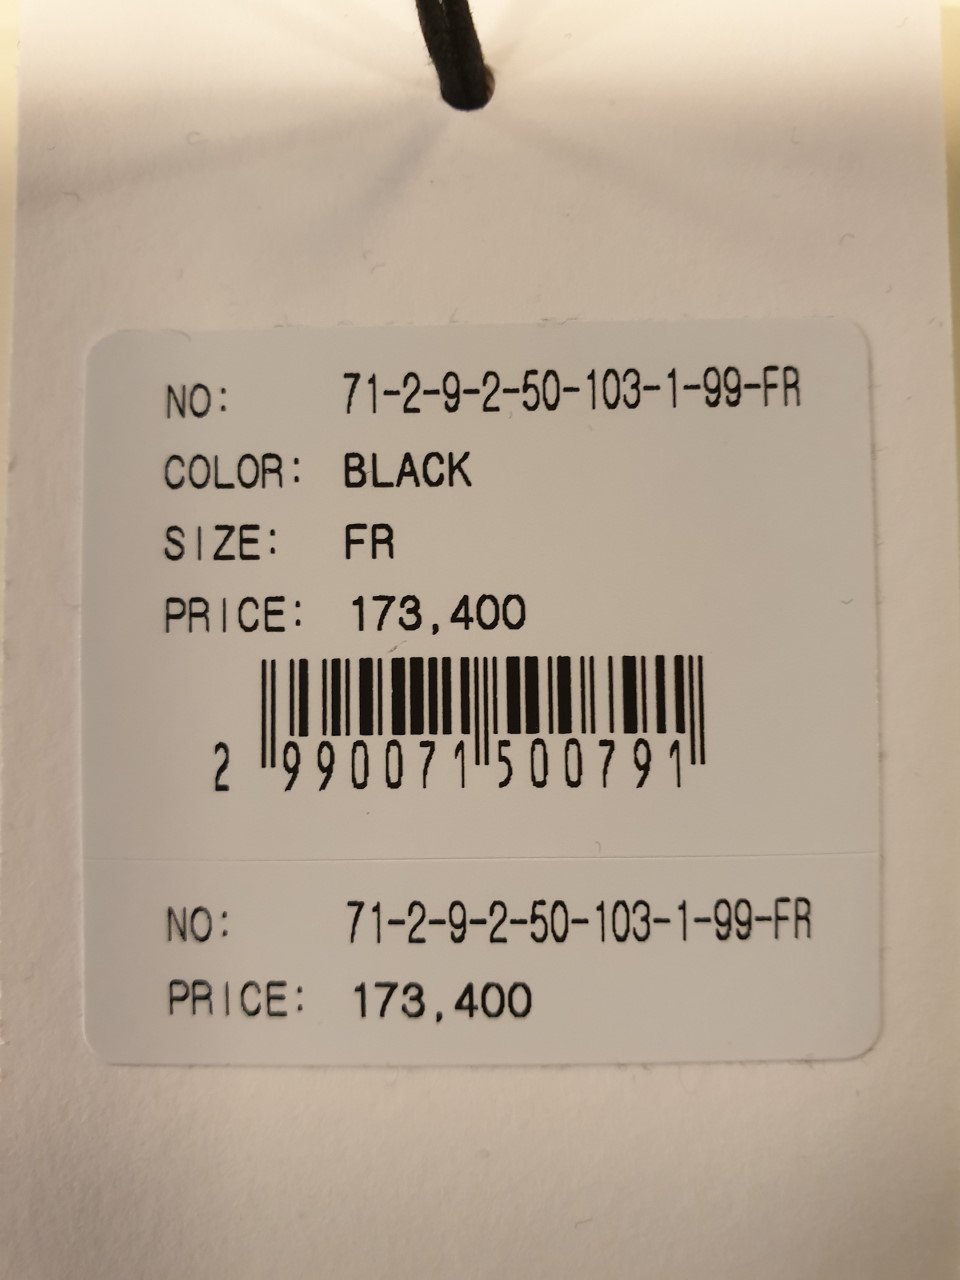 NO: 71-2-9-2-50-103-1-99-FR
COLOR: BLACK
SIZE: FR
PRICE: 173,400
2 990071 500791
NO: 71-2-9-2-50-103-1-99-FR
PRICE: 173,400